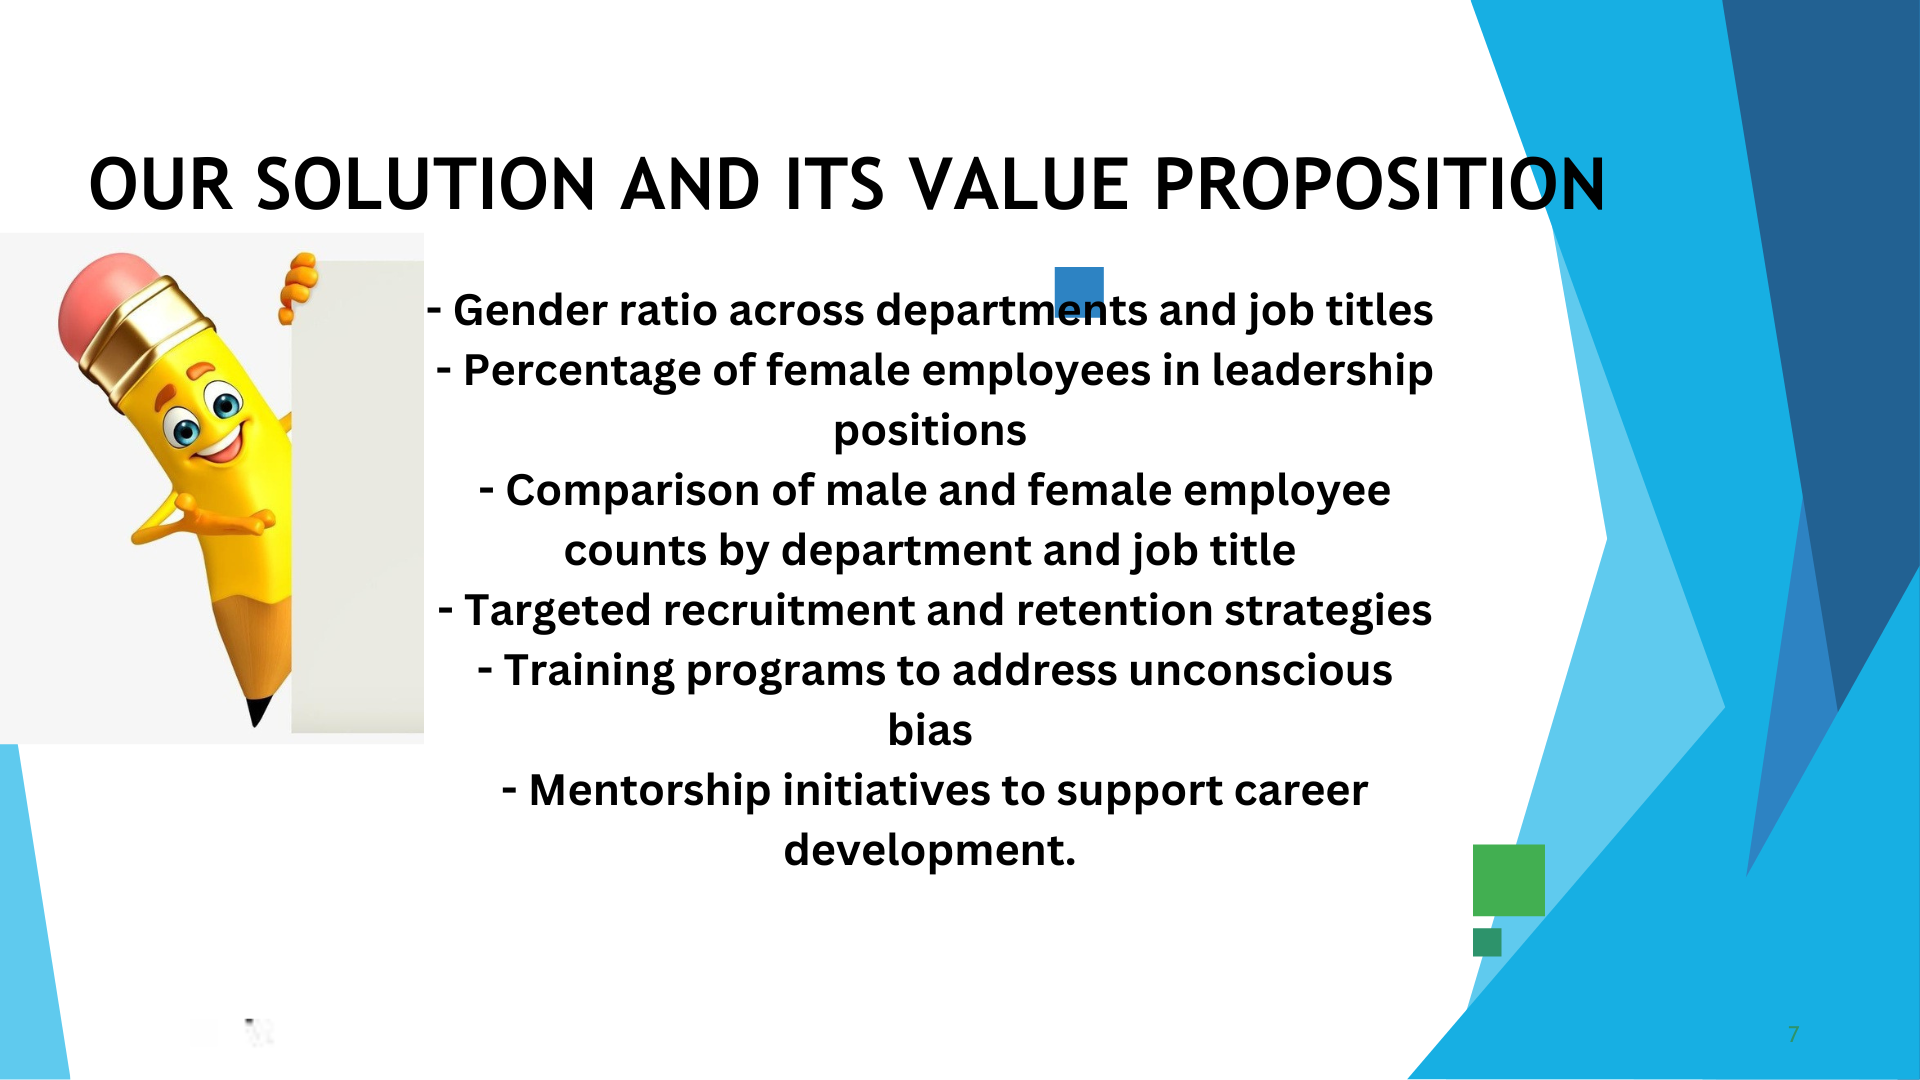 OUR SOLUTION AND ITS VALUE PROPOSITION
- Gender ratio across departments and job titles
- Percentage of female employees in leadership
positions
- Comparison of male and female employee
counts by department and job title
- Targeted recruitment and retention strategies
- Training programs to address unconscious
bias
- Mentorship initiatives to support career
development.
7